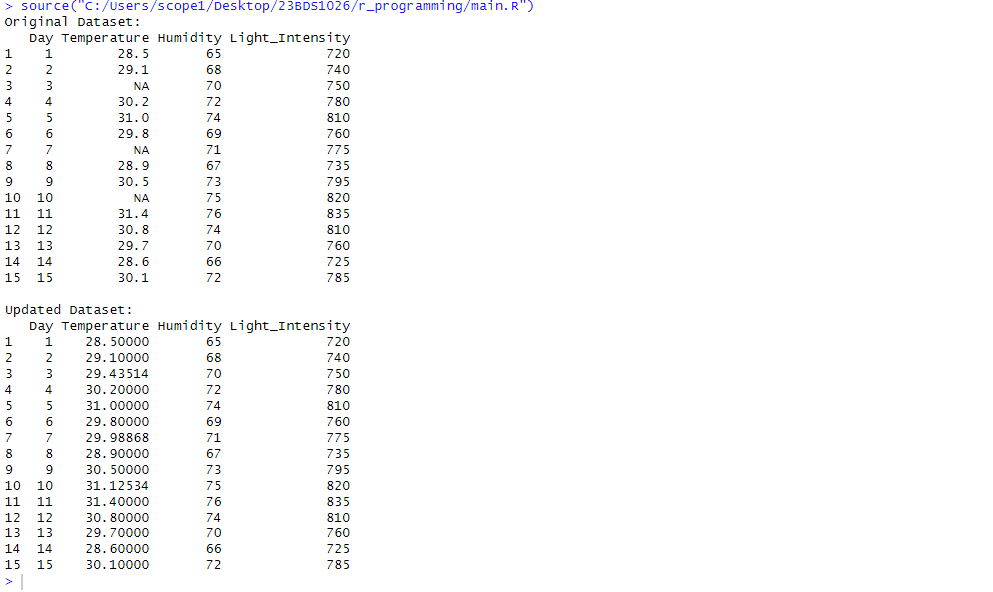 > source("C:/Users/scope1/Desktop/23BDS1026/r_programming/main.R")
Original Dataset:
   Day Temperature Humidity Light_Intensity
1    1        28.5       65             720
2    2        29.1       68             740
3    3          NA       70             750
4    4        30.2       72             780
5    5        31.0       74             810
6    6        29.8       69             760
7    7          NA       71             775
8    8        28.9       67             735
9    9        30.5       73             795
10  10          NA       75             820
11  11        31.4       76             835
12  12        30.8       74             810
13  13        29.7       70             760
14  14        28.6       66             725
15  15        30.1       72             785

Updated Dataset:
   Day Temperature Humidity Light_Intensity
1    1    28.50000       65             720
2    2    29.10000       68             740
3    3    29.43514       70             750
4    4    30.20000       72             780
5    5    31.00000       74             810
6    6    29.80000       69             760
7    7    29.98868       71             775
8    8    28.90000       67             735
9    9    30.50000       73             795
10  10    31.12534       75             820
11  11    31.40000       76             835
12  12    30.80000       74             810
13  13    29.70000       70             760
14  14    28.60000       66             725
15  15    30.10000       72             785
>